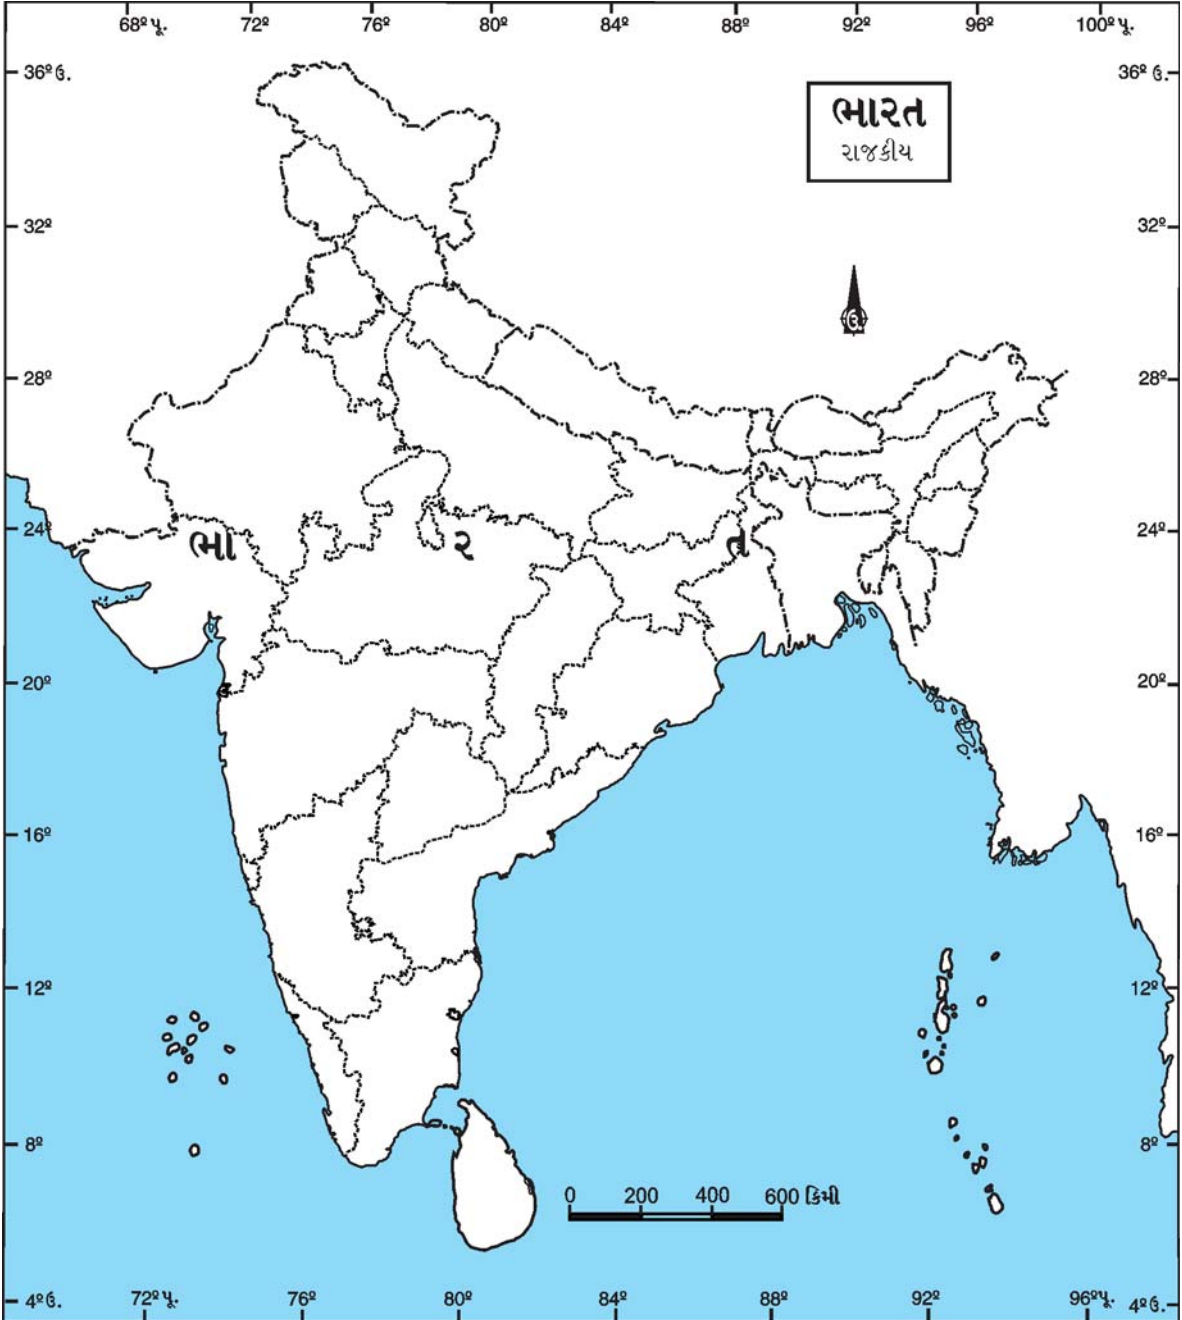 68º પૂ. 72º 76º 80º 84º 88º 92º 96º 100º પૂ.
36º ઉ. 36º ઉ.
ભારત
રાજકીય
32º 32º
ઉ
28º 28º
24º 24º
ભા ર ત
20º 20º
16º 16º
12º 12º
8º 8º
0 200 400 600 કિમી
4º ઉ. 4º ઉ.
72º પૂ. 76º 80º 84º 88º 92º 96º પૂ.